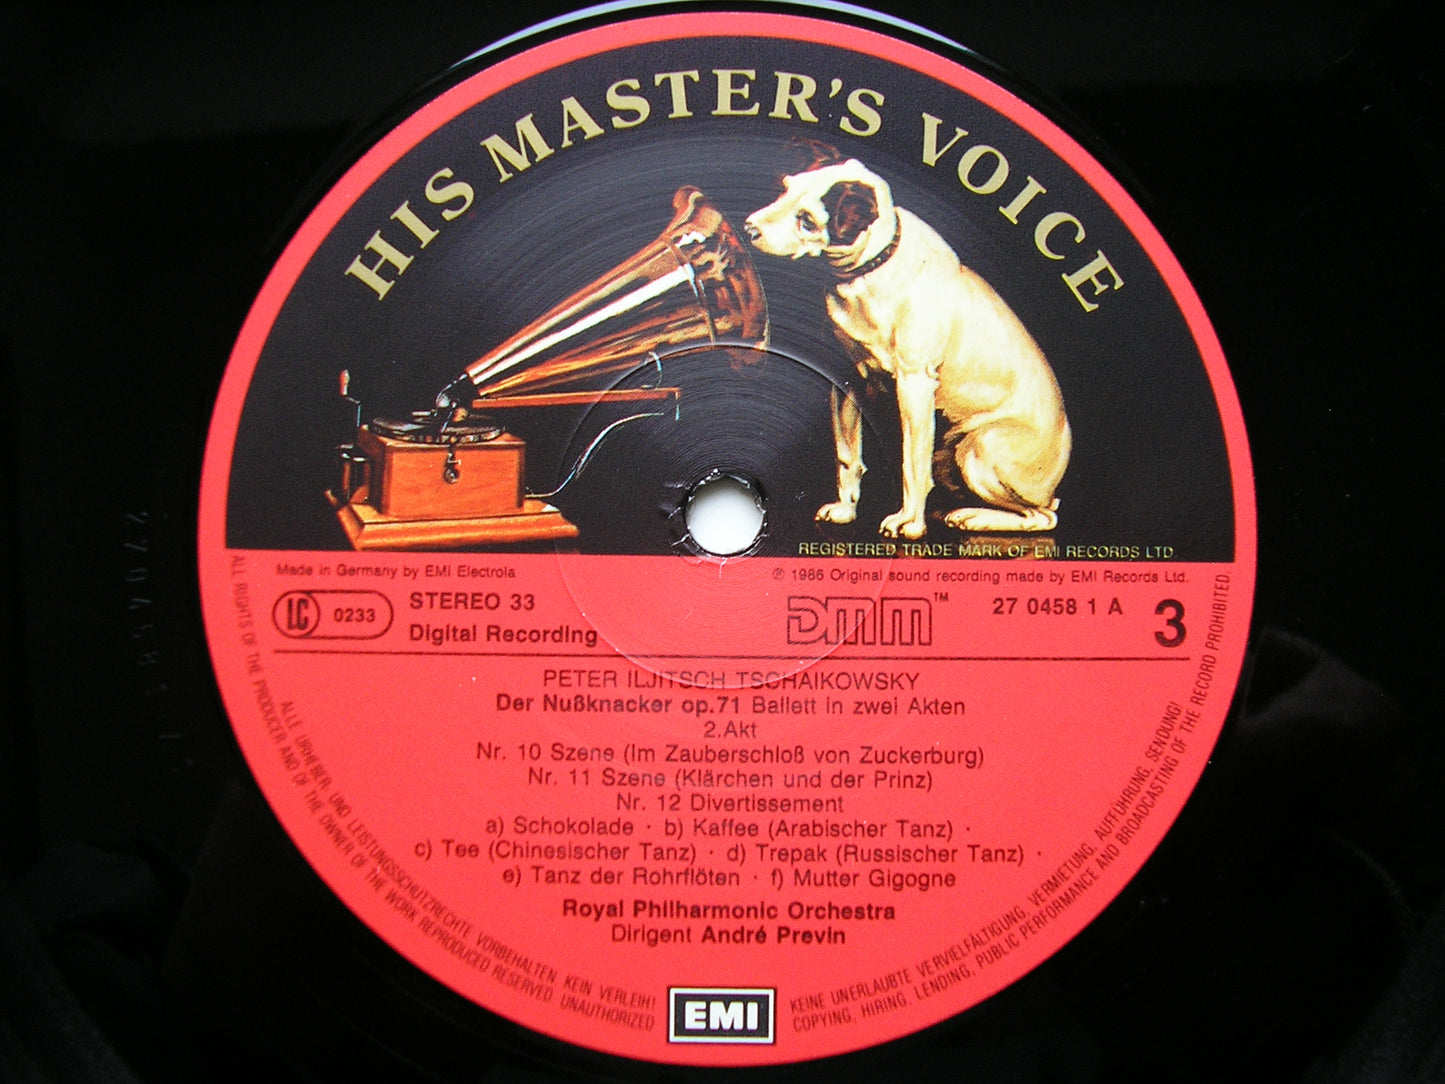 HIS MASTER'S VOICE
REGISTERED TRADE MARK OF EMI RECORDS LTD.
Made in Germany by EMI Electrola
℗ 1986 Original sound recording made by EMI Records Ltd.
LC 0233
STEREO 33
Digital Recording
DMM™
27 0458 1 A
3
PETER ILJITSCH TSCHAIKOWSKY
Der Nußknacker op.71 Ballett in zwei Akten
2.Akt
Nr. 10 Szene (Im Zauberschloß von Zuckerburg)
Nr. 11 Szene (Klärchen und der Prinz)
Nr. 12 Divertissement
a) Schokolade · b) Kaffee (Arabischer Tanz) ·
c) Tee (Chinesischer Tanz) · d) Trepak (Russischer Tanz) ·
e) Tanz der Rohrflöten · f) Mutter Gigogne
Royal Philharmonic Orchestra
Dirigent André Previn
ALLE URHEBER- UND LEISTUNGSSCHUTZRECHTE VORBEHALTEN. KEIN VERLEIH!
KEINE UNERLAUBTE VERVIELFÄLTIGUNG, VERMIETUNG, AUFFÜHRUNG, SENDUNG!
ALL RIGHTS OF THE PRODUCER AND OF THE OWNER OF THE WORK REPRODUCED RESERVED. UNAUTHORIZED
COPYING, HIRING, LENDING, PUBLIC PERFORMANCE AND BROADCASTING OF THE RECORD PROHIBITED.
EMI